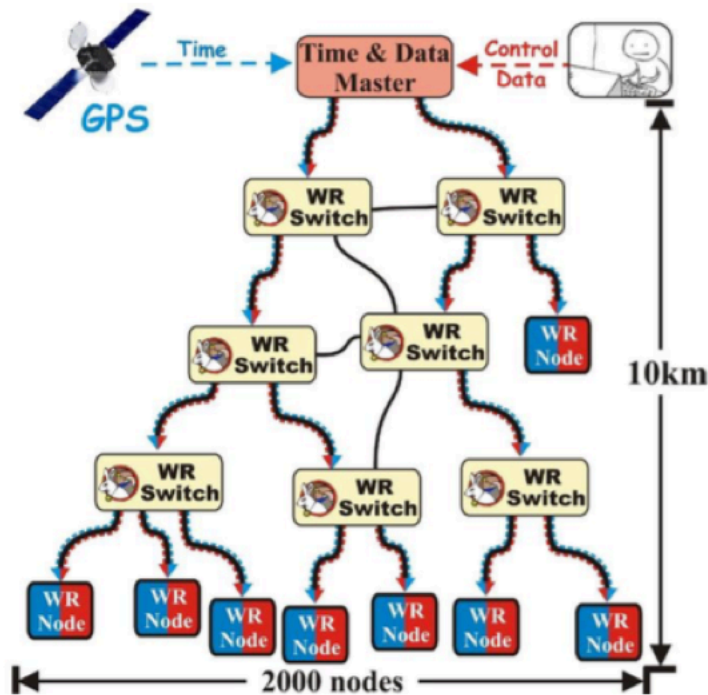 Time
GPS
Time & Data
Master
Control
Data
WR
Switch
WR
Switch
WR
Switch
WR
Switch
WR
Node
10km
WR
Switch
WR
Switch
WR
Switch
WR
Node
WR
Node
WR
Node
WR
Node
WR
Node
WR
Node
WR
Node
2000 nodes